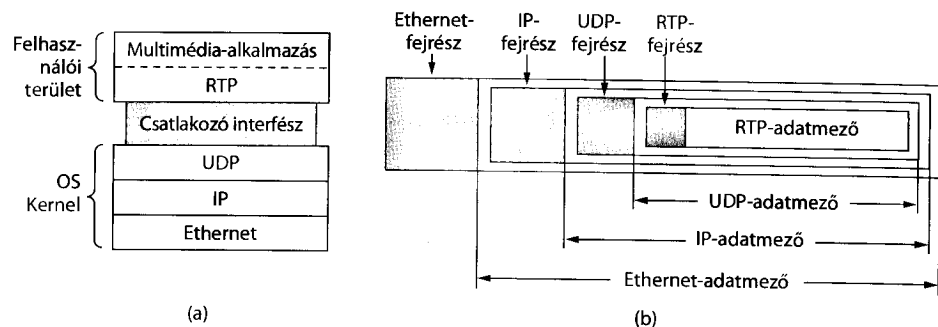 Felhasz-
nálói
terület
Multimédia-alkalmazás
RTP
Csatlakozó interfész
OS
Kernel
UDP
IP
Ethernet
(a)
Ethernet-
fejrész
IP-
fejrész
UDP-
fejrész
RTP-
fejrész
RTP-adatmező
UDP-adatmező
IP-adatmező
Ethernet-adatmező
(b)